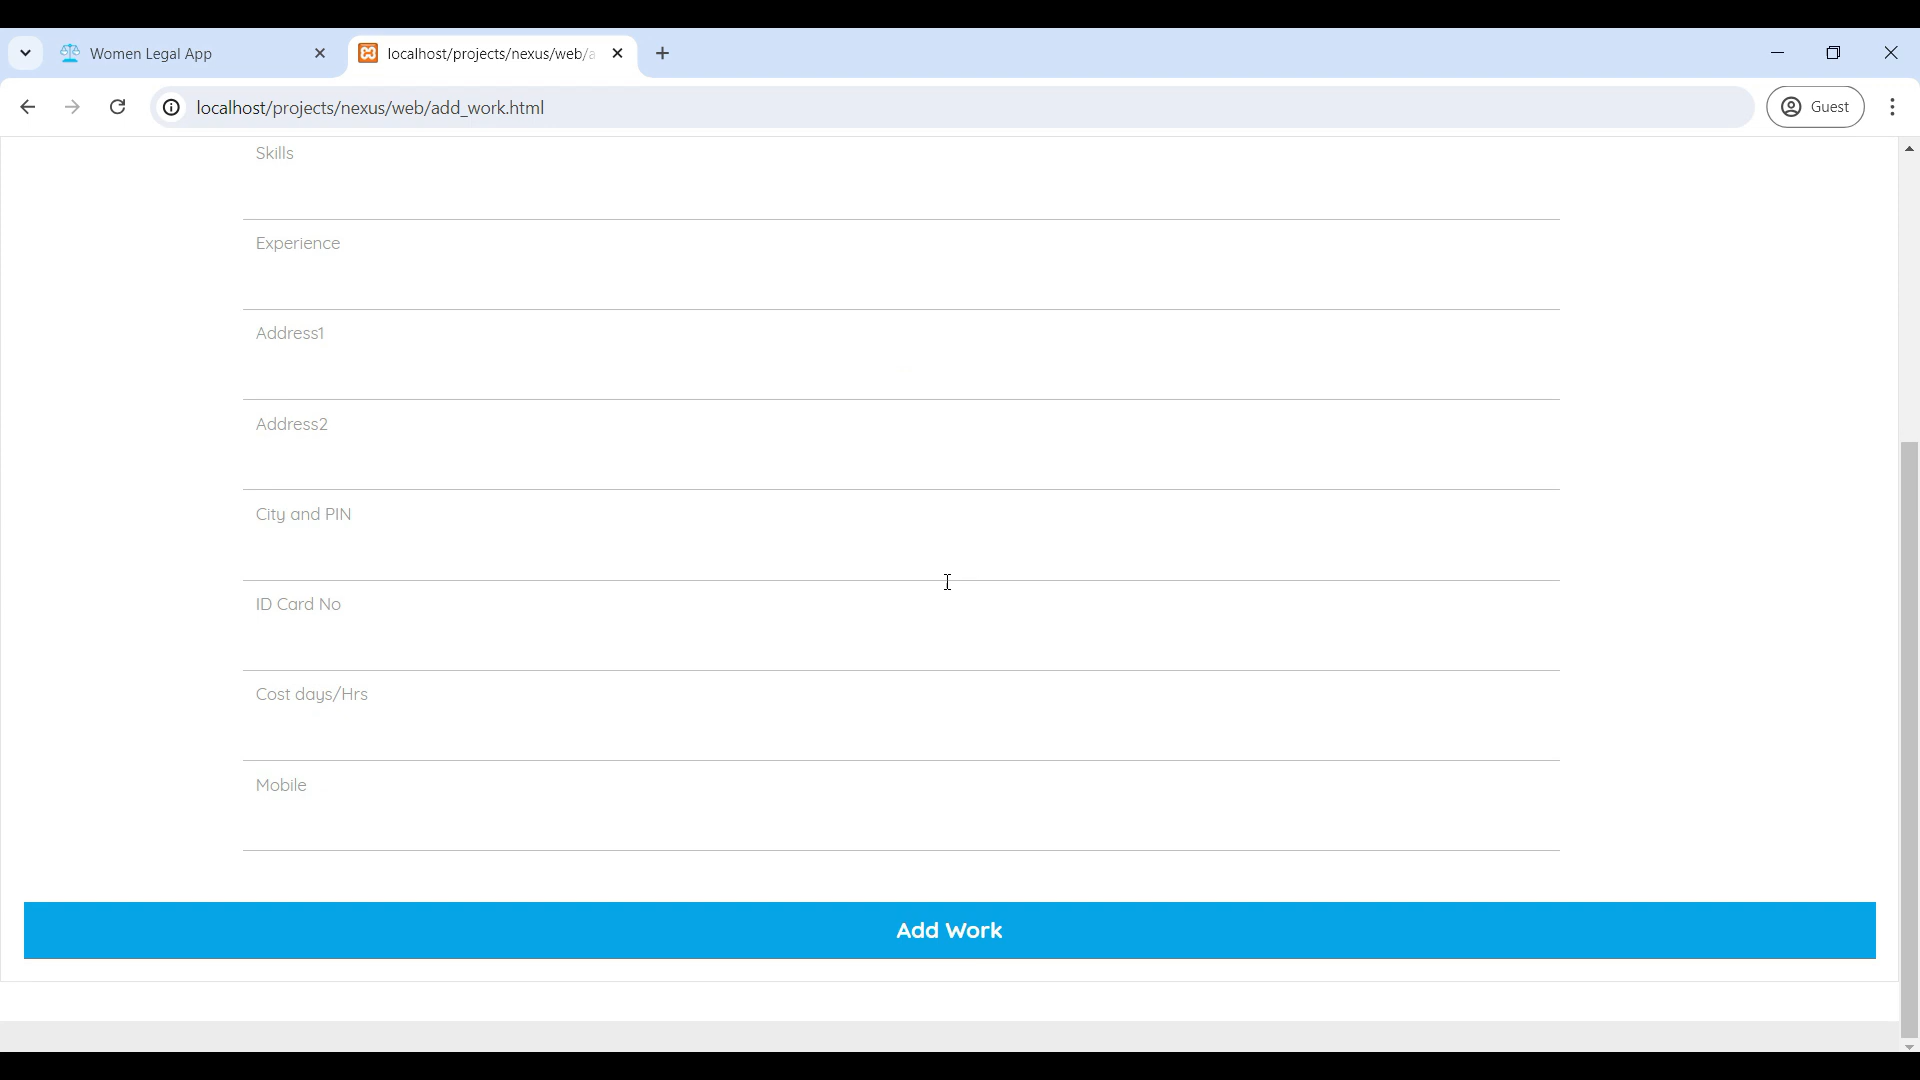 Women Legal App
localhost/projects/nexus/web/a
localhost/projects/nexus/web/add_work.html
Guest
Skills
Experience
Address1
Address2
City and PIN
ID Card No
Cost days/Hrs
Mobile
Add Work